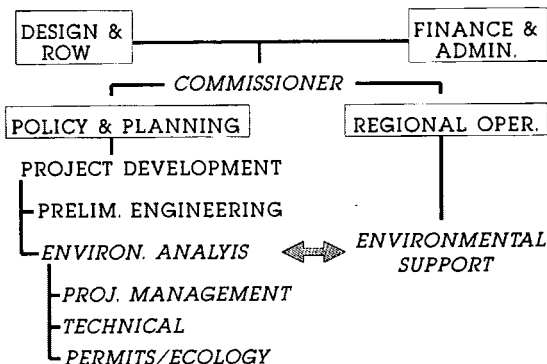 DESIGN &
ROW
FINANCE &
ADMIN.
COMMISSIONER
POLICY & PLANNING
REGIONAL OPER.
PROJECT DEVELOPMENT
PRELIM. ENGINEERING
ENVIRON. ANALYIS
ENVIRONMENTAL
SUPPORT
PROJ. MANAGEMENT
TECHNICAL
PERMITS/ECOLOGY